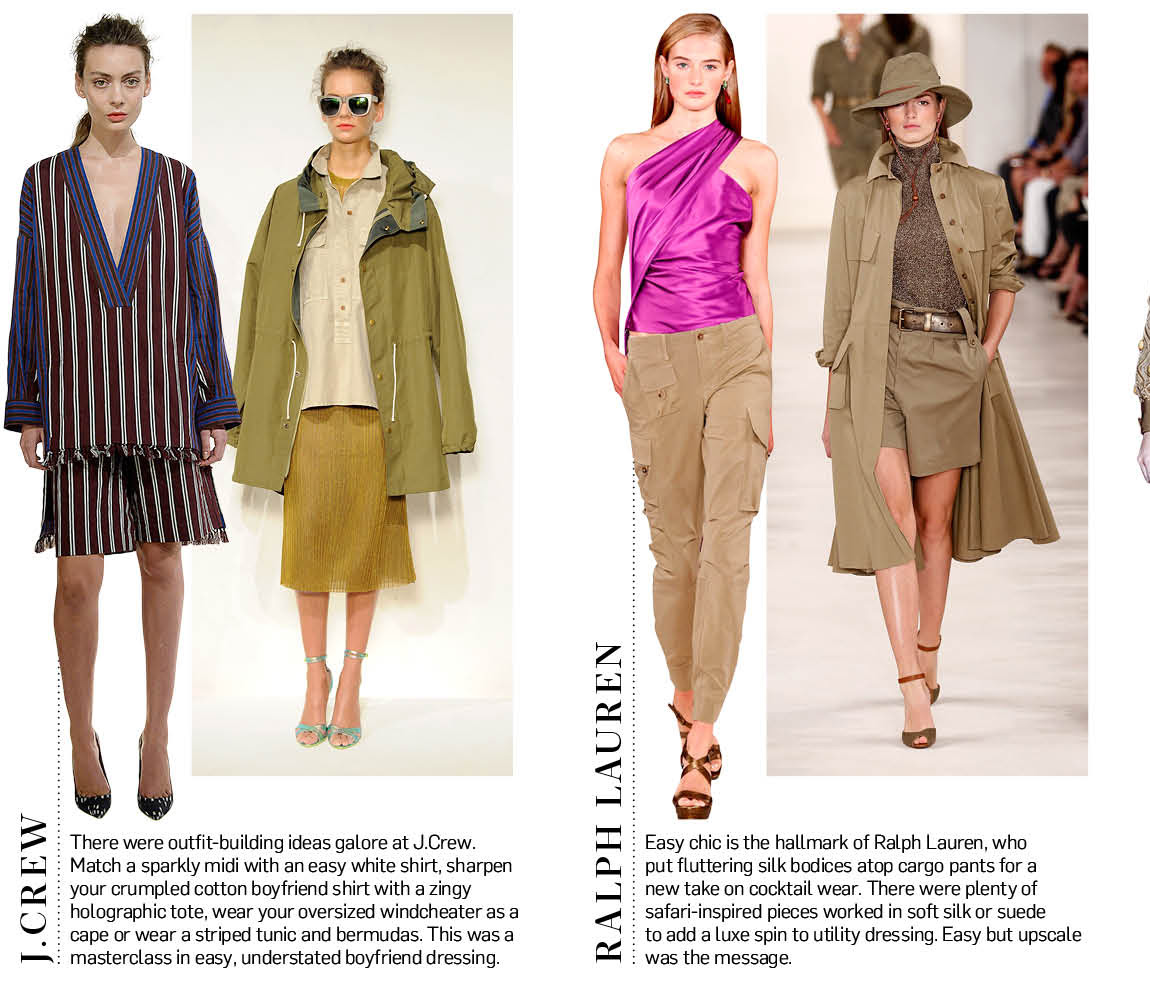 J.CREW
There were outfit-building ideas galore at J.Crew.
Match a sparkly midi with an easy white shirt, sharpen
your crumpled cotton boyfriend shirt with a zingy
holographic tote, wear your oversized windcheater as a
cape or wear a striped tunic and bermudas. This was a
masterclass in easy, understated boyfriend dressing.
RALPH LAUREN
Easy chic is the hallmark of Ralph Lauren, who
put fluttering silk bodices atop cargo pants for a
new take on cocktail wear. There were plenty of
safari-inspired pieces worked in soft silk or suede
to add a luxe spin to utility dressing. Easy but upscale
was the message.